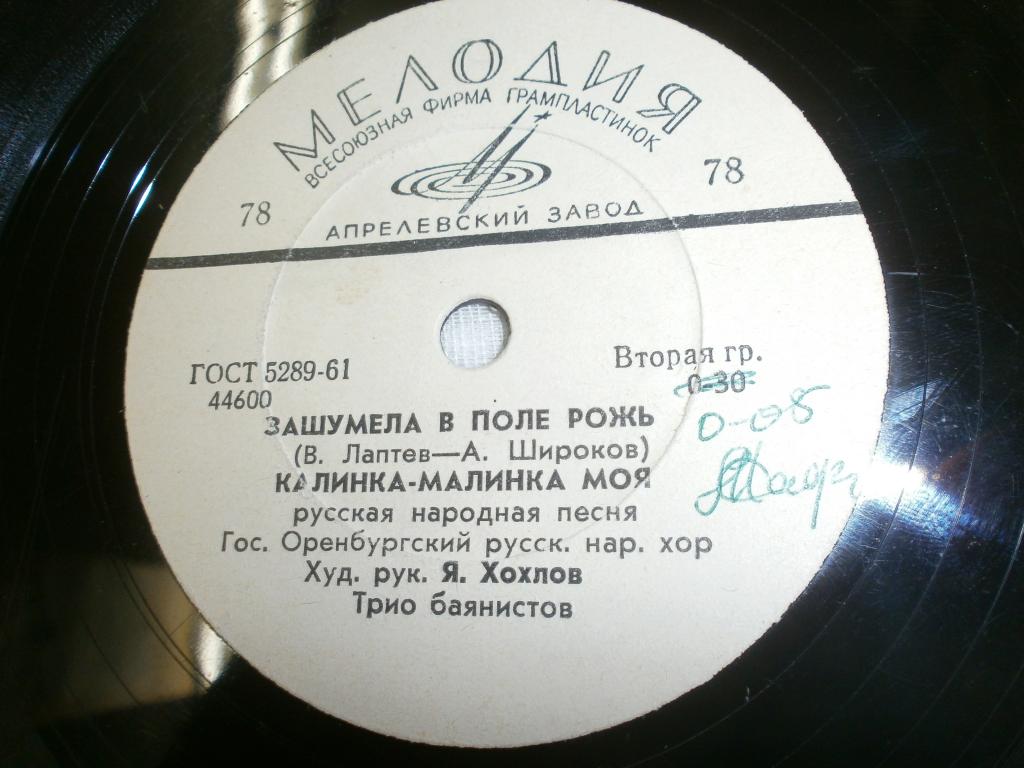 МЕЛОДИЯ
ВСЕСОЮЗНАЯ ФИРМА ГРАМПЛАСТИНОК
78
78
АПРЕЛЕВСКИЙ ЗАВОД
ГОСТ 5289-61
44600
Вторая гр.
0-30
0-05
ЗАШУМЕЛА В ПОЛЕ РОЖЬ
(В. Лаптев—А. Широков)
КАЛИНКА-МАЛИНКА МОЯ
русская народная песня
Гос. Оренбургский русск. нар. хор
Худ. рук. Я. Хохлов
Трио баянистов